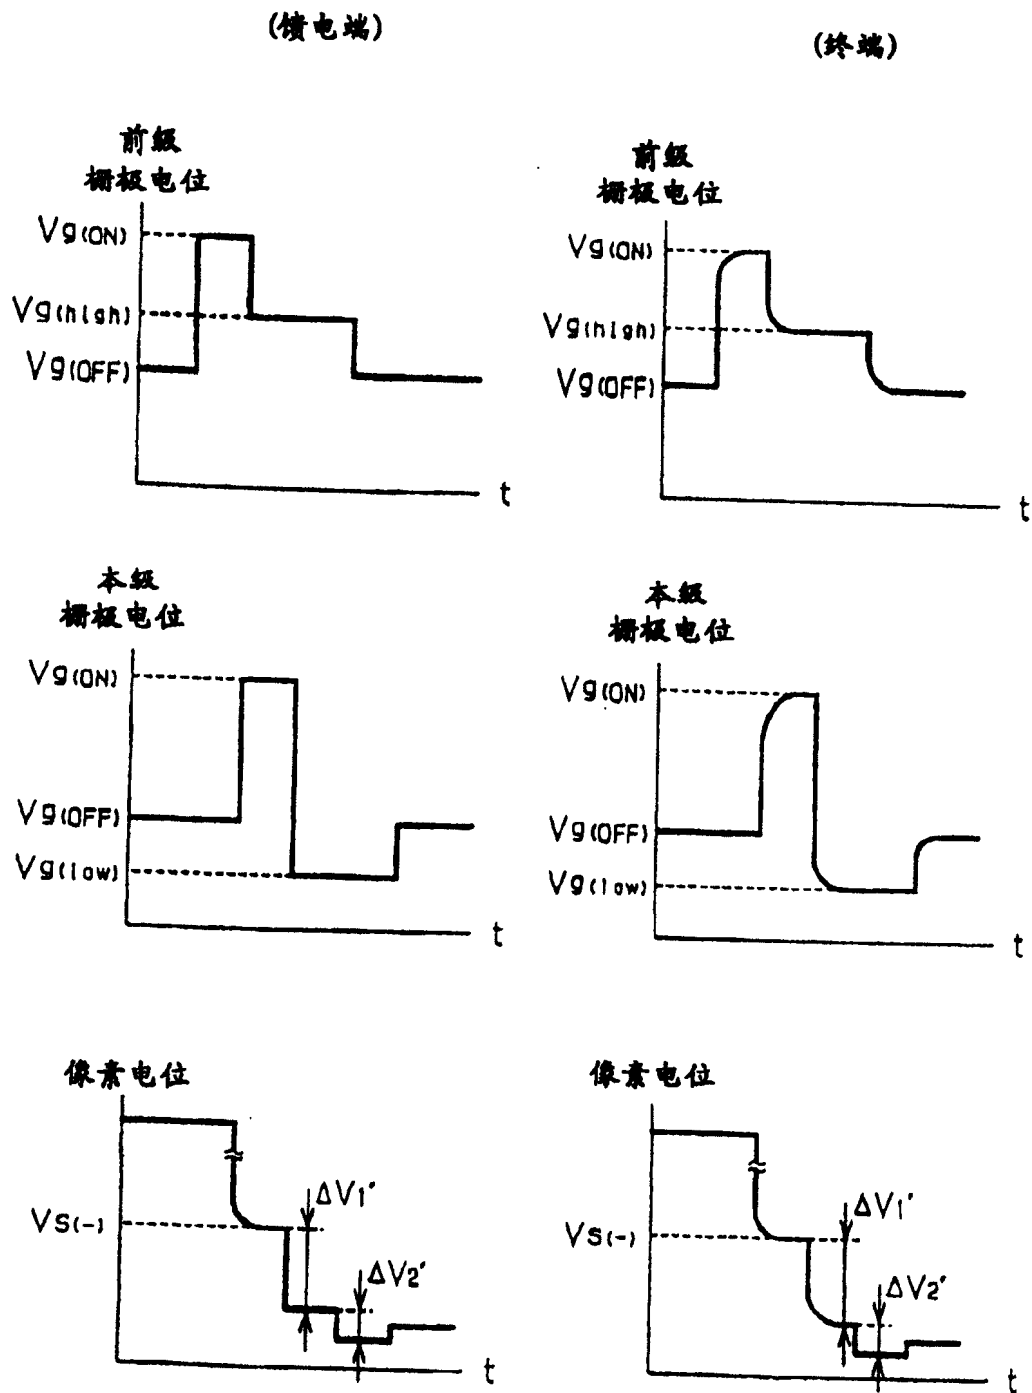 (馈电端)
前级
栅极电位
Vg(ON)
Vg(high)
Vg(OFF)
t
本级
栅极电位
Vg(ON)
Vg(OFF)
Vg(low)
t
像素电位
VS(-)
ΔV1'
ΔV2'
t
(终端)
前级
栅极电位
Vg(ON)
Vg(high)
Vg(OFF)
t
本级
栅极电位
Vg(ON)
Vg(OFF)
Vg(low)
t
像素电位
VS(-)
ΔV1'
ΔV2'
t